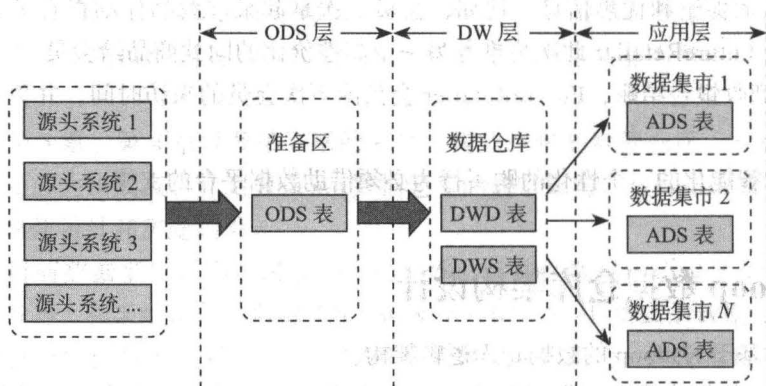 ODS 层
DW 层
应用层
源头系统 1
源头系统 2
源头系统 3
源头系统 ...
准备区
ODS 表
数据仓库
DWD 表
DWS 表
数据集市 1
ADS 表
数据集市 2
ADS 表
数据集市 N
ADS 表